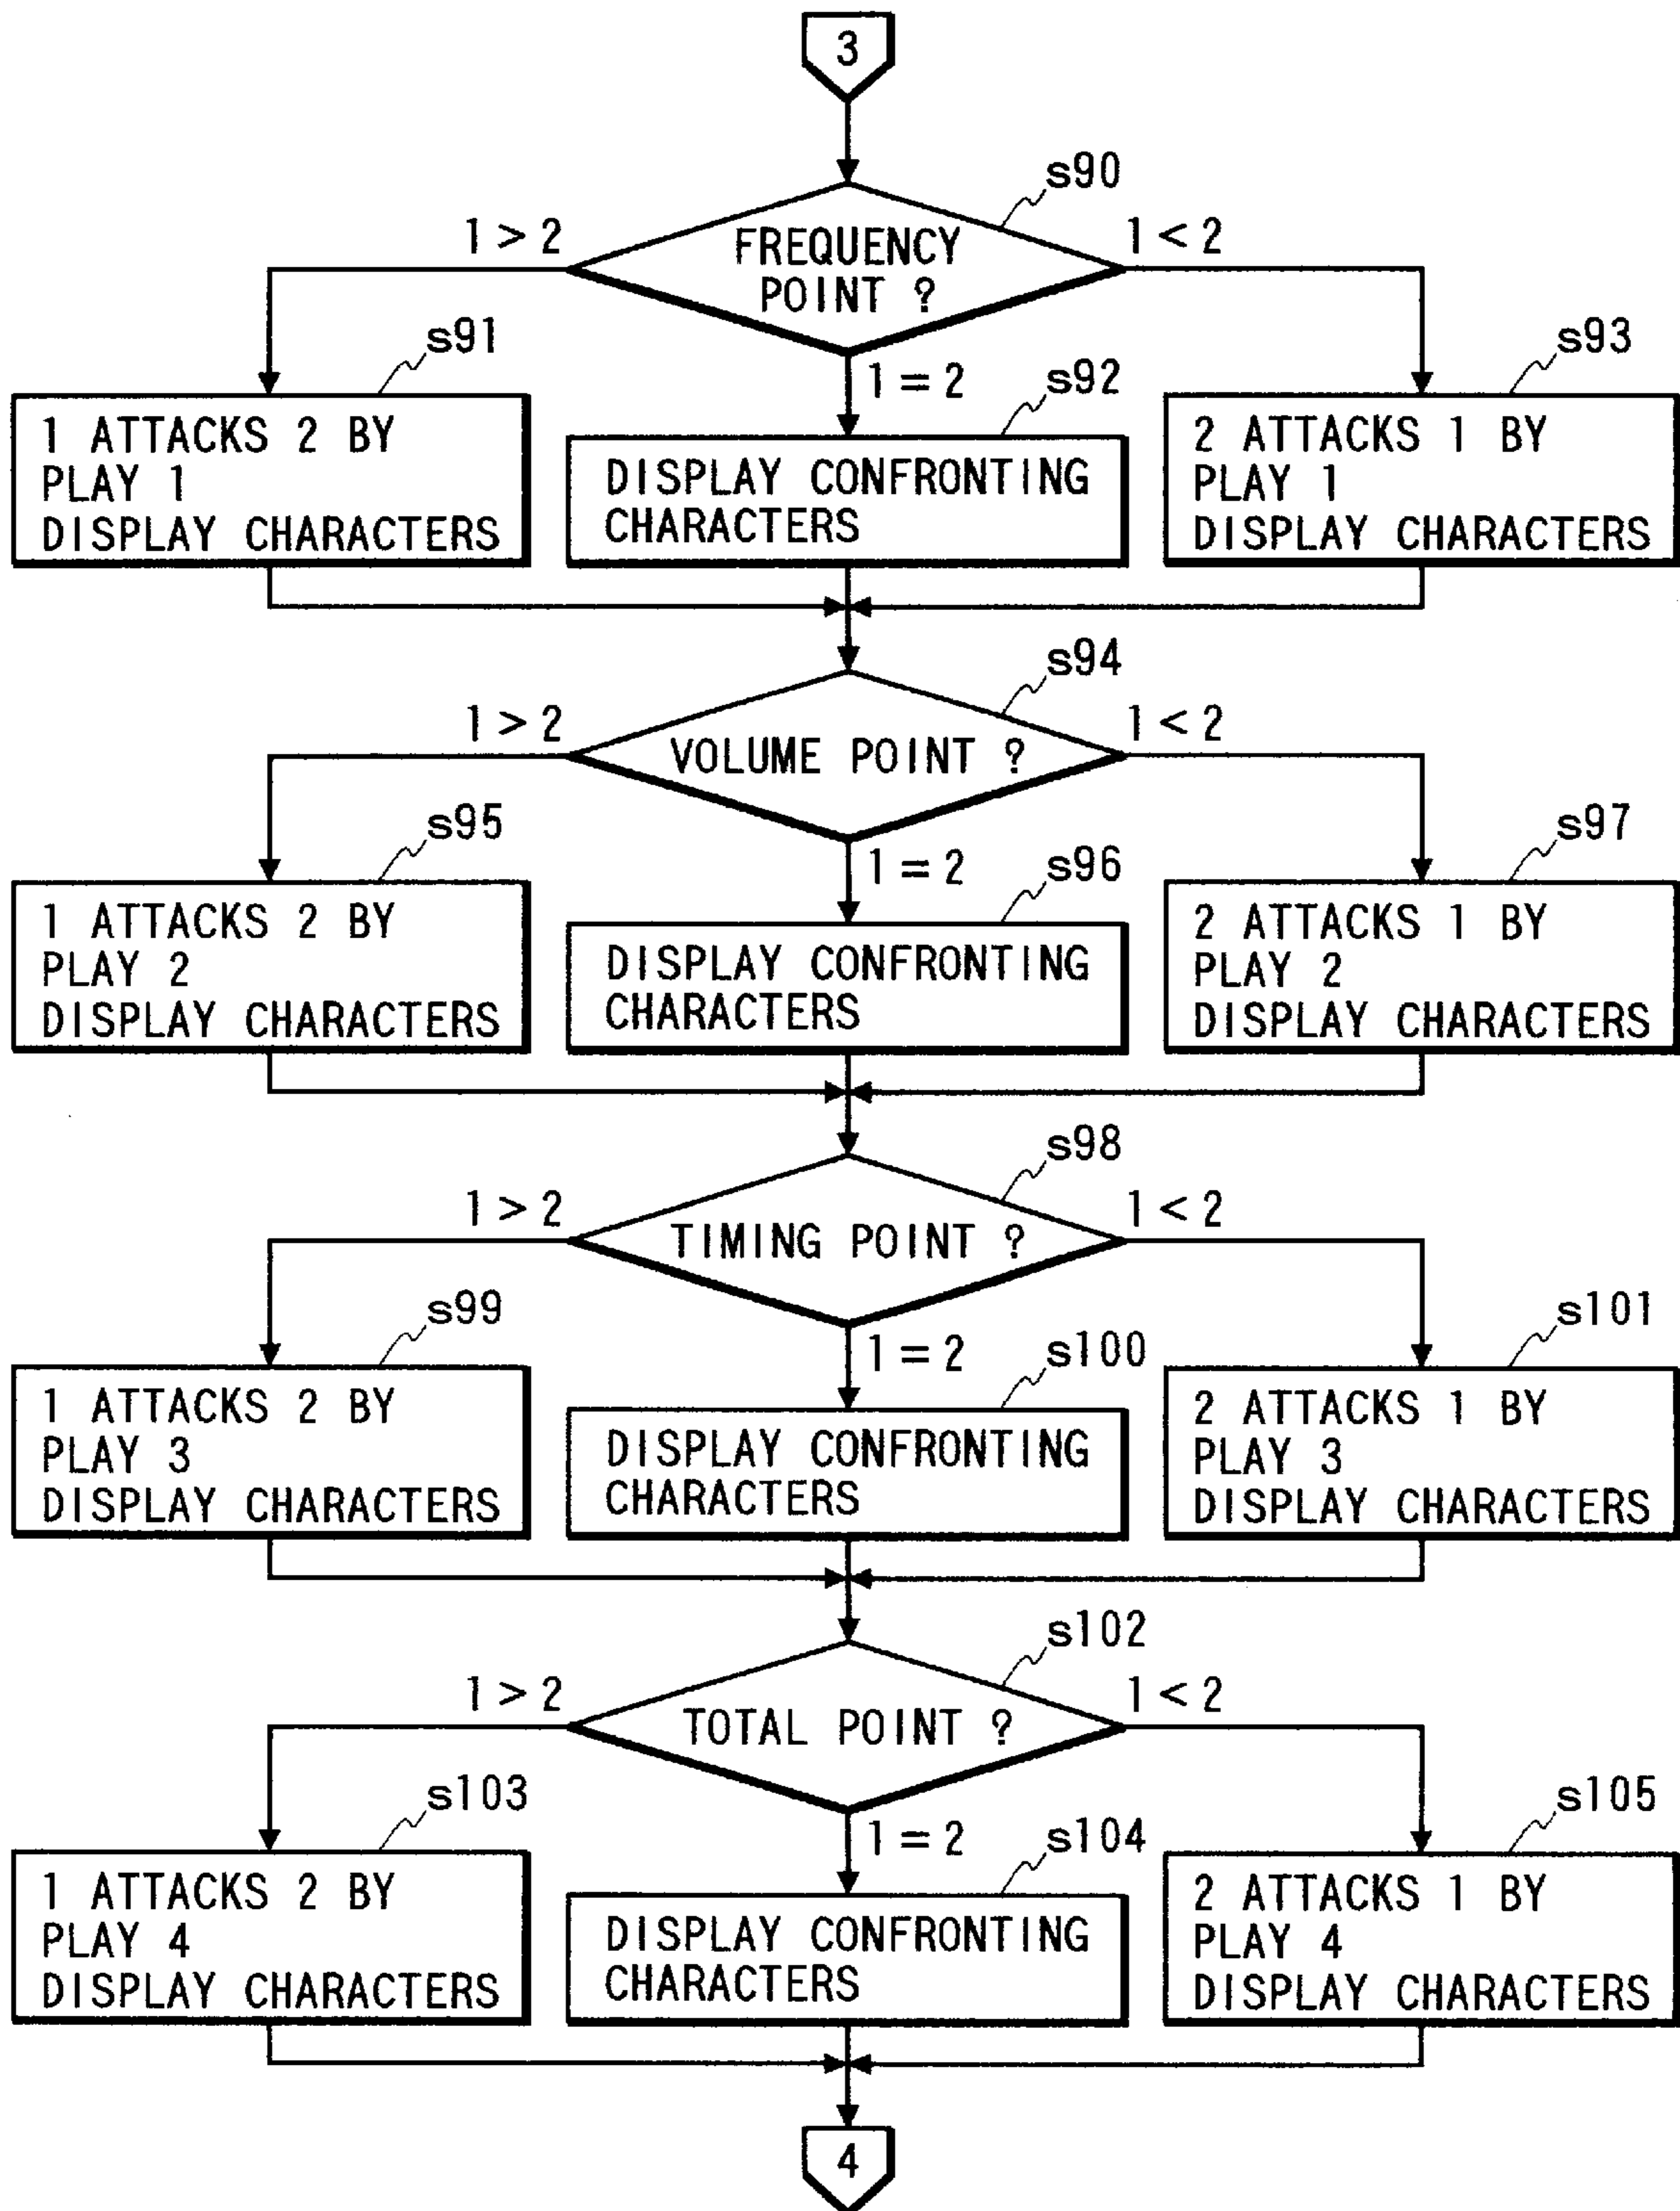 3
s90
1 > 2
FREQUENCY
POINT ?
1 < 2
s91
1 = 2
s92
s93
1 ATTACKS 2 BY
PLAY 1
DISPLAY CHARACTERS
DISPLAY CONFRONTING
CHARACTERS
2 ATTACKS 1 BY
PLAY 1
DISPLAY CHARACTERS
s94
1 > 2
VOLUME POINT ?
1 < 2
s95
1 = 2
s96
s97
1 ATTACKS 2 BY
PLAY 2
DISPLAY CHARACTERS
DISPLAY CONFRONTING
CHARACTERS
2 ATTACKS 1 BY
PLAY 2
DISPLAY CHARACTERS
s98
1 > 2
TIMING POINT ?
1 < 2
s99
1 = 2
s100
s101
1 ATTACKS 2 BY
PLAY 3
DISPLAY CHARACTERS
DISPLAY CONFRONTING
CHARACTERS
2 ATTACKS 1 BY
PLAY 3
DISPLAY CHARACTERS
s102
1 > 2
TOTAL POINT ?
1 < 2
s103
1 = 2
s104
s105
1 ATTACKS 2 BY
PLAY 4
DISPLAY CHARACTERS
DISPLAY CONFRONTING
CHARACTERS
2 ATTACKS 1 BY
PLAY 4
DISPLAY CHARACTERS
4